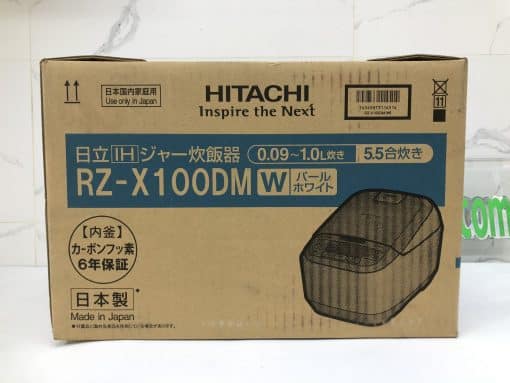 日本国内家庭用
Use only in Japan
HITACHI
Inspire the Next
11
日立IHジャー炊飯器
0.09~1.0L炊き
5.5合炊き
RZ-X100DM W パール
ホワイト
【内釜】
カーボンフッ素
6年保証
日本製*
Made in Japan
com